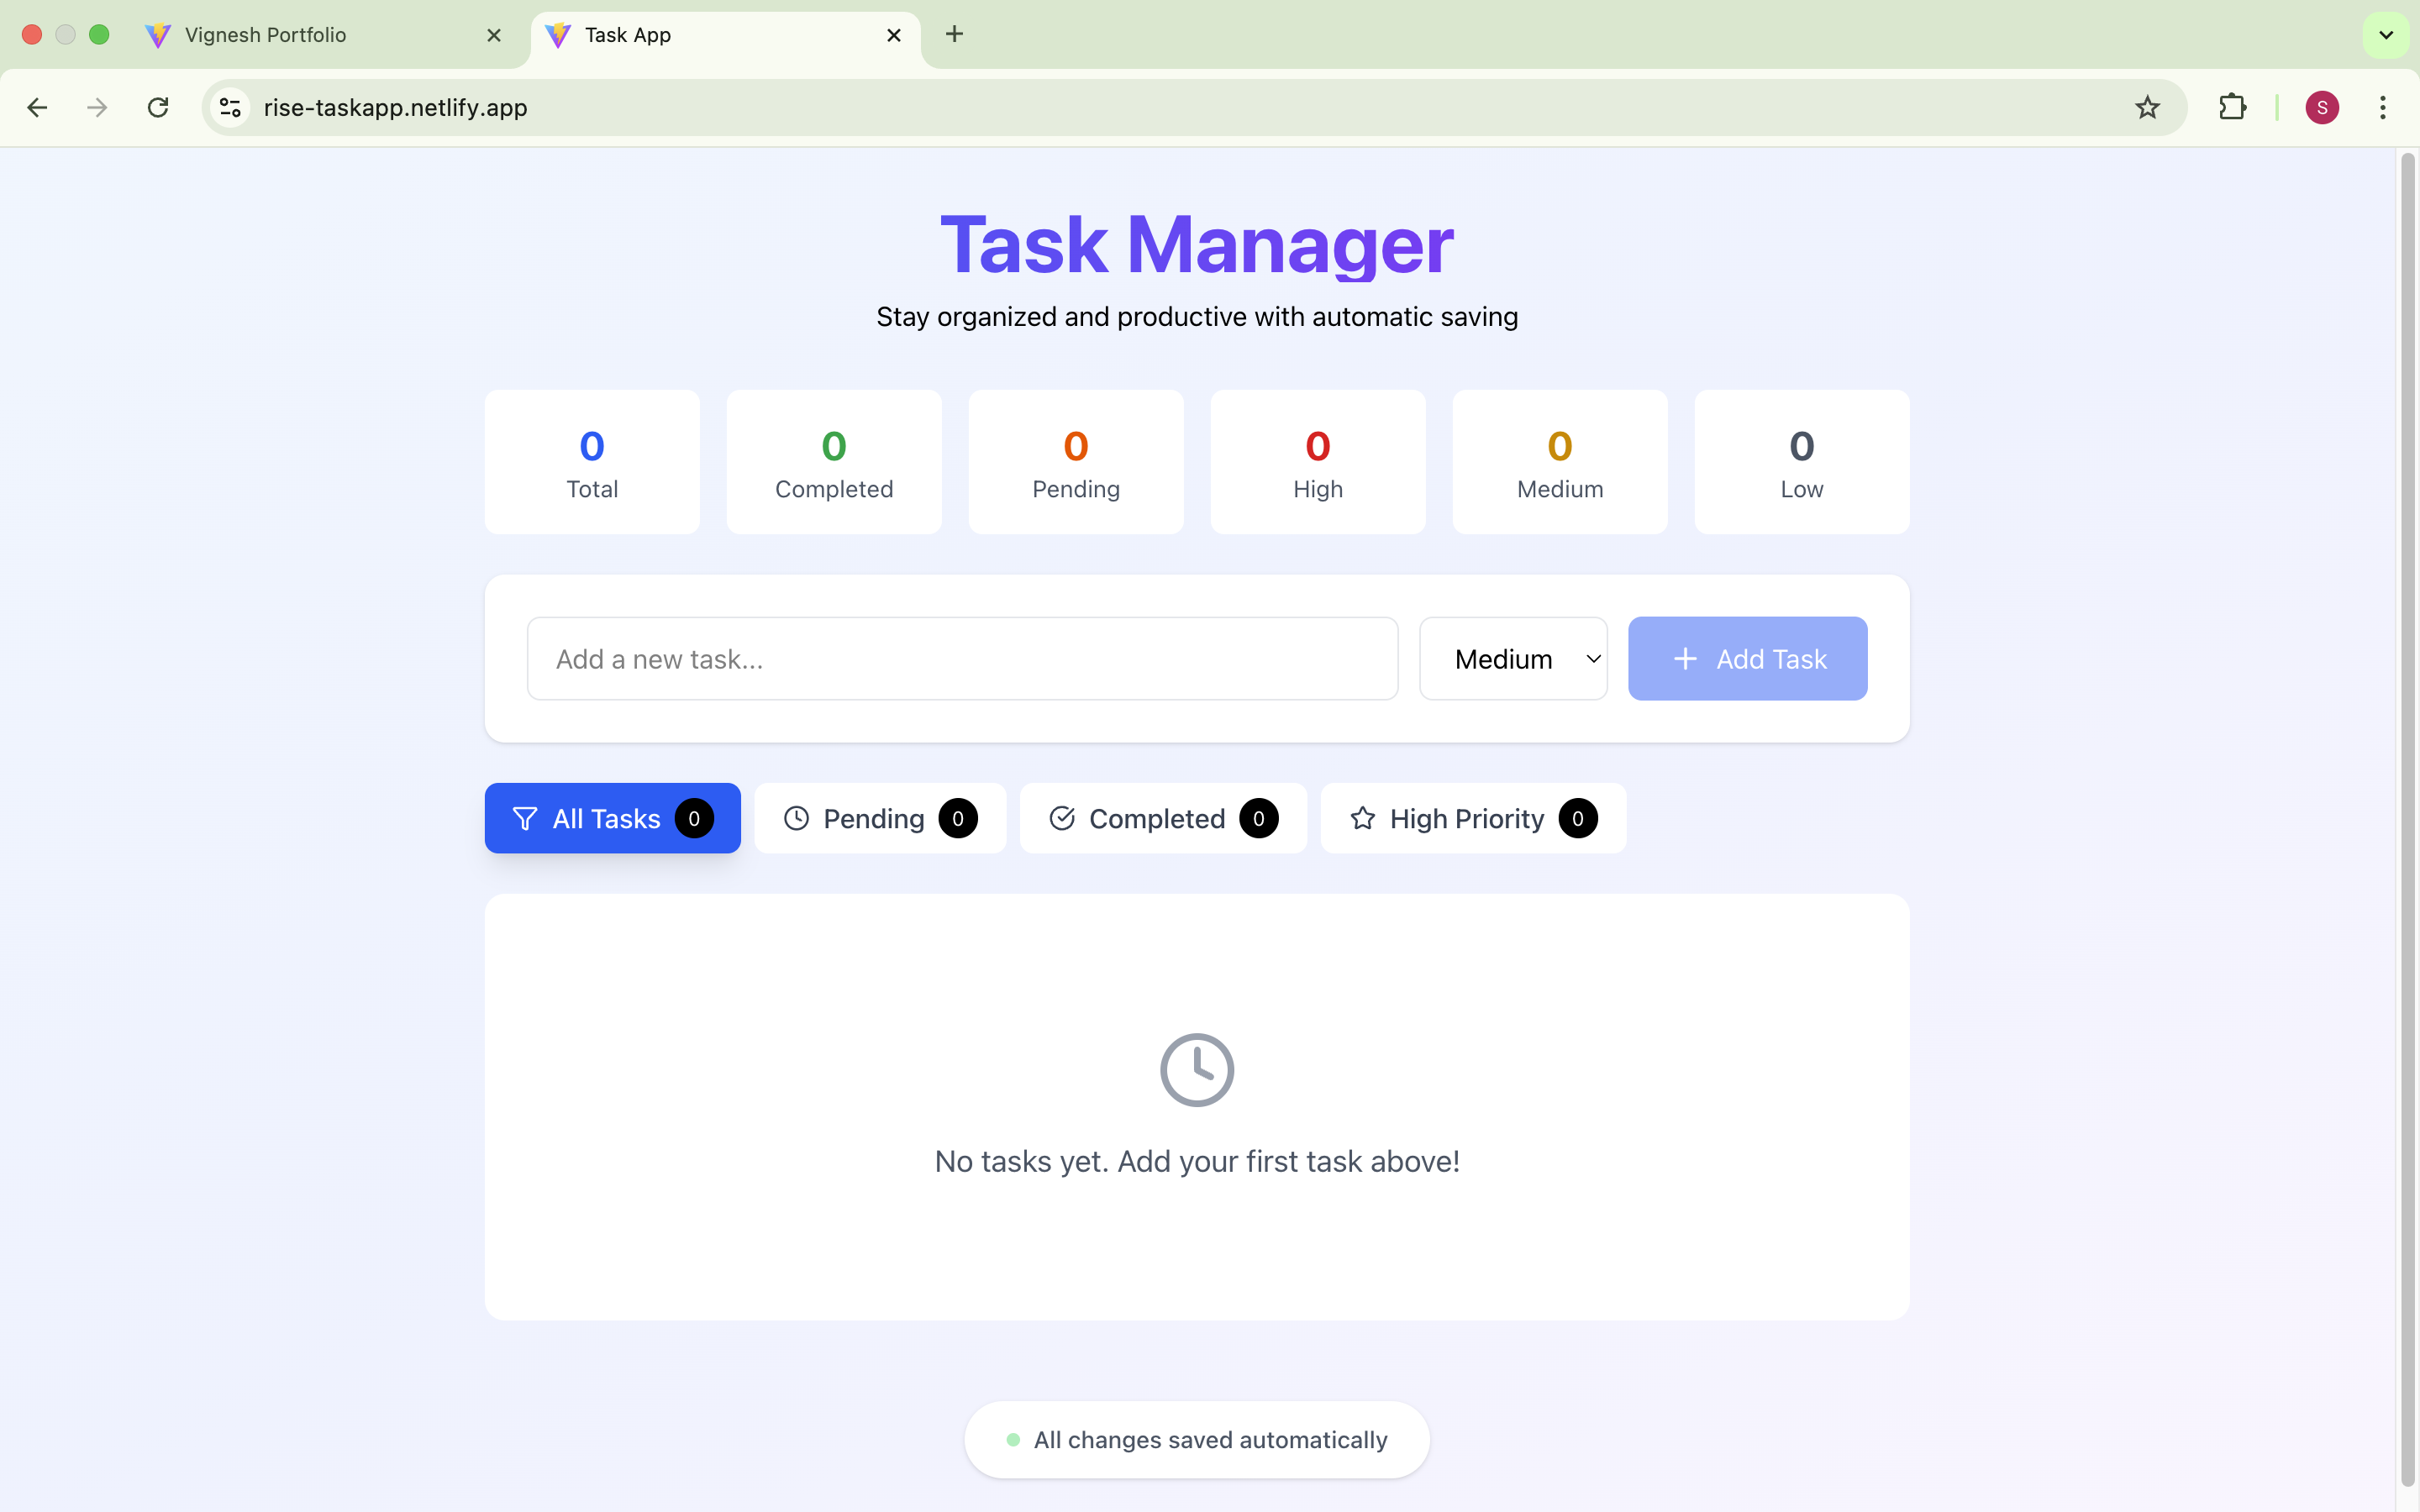 Vignesh Portfolio
Task App
rise-taskapp.netlify.app
S
Task Manager
Stay organized and productive with automatic saving
0 0 0 0 0 0
Total Completed Pending High Medium Low
Add a new task... Medium Add Task
All Tasks 0 Pending 0 Completed 0 High Priority 0
No tasks yet. Add your first task above!
All changes saved automatically